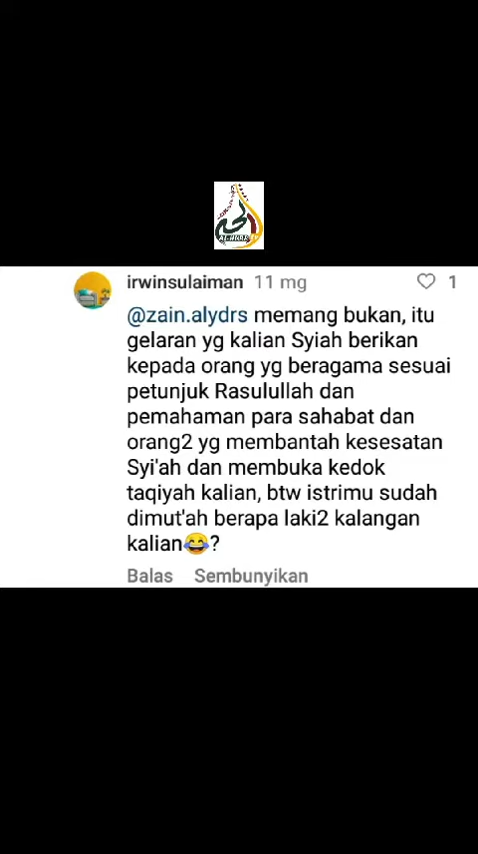 irwinsulaiman 11 mg
1
@zain.alydrs memang bukan, itu
gelaran yg kalian Syiah berikan
kepada orang yg beragama sesuai
petunjuk Rasulullah dan
pemahaman para sahabat dan
orang2 yg membantah kesesatan
Syi'ah dan membuka kedok
taqiyah kalian, btw istrimu sudah
dimut'ah berapa laki2 kalangan
kalian😂?
Balas Sembunyikan